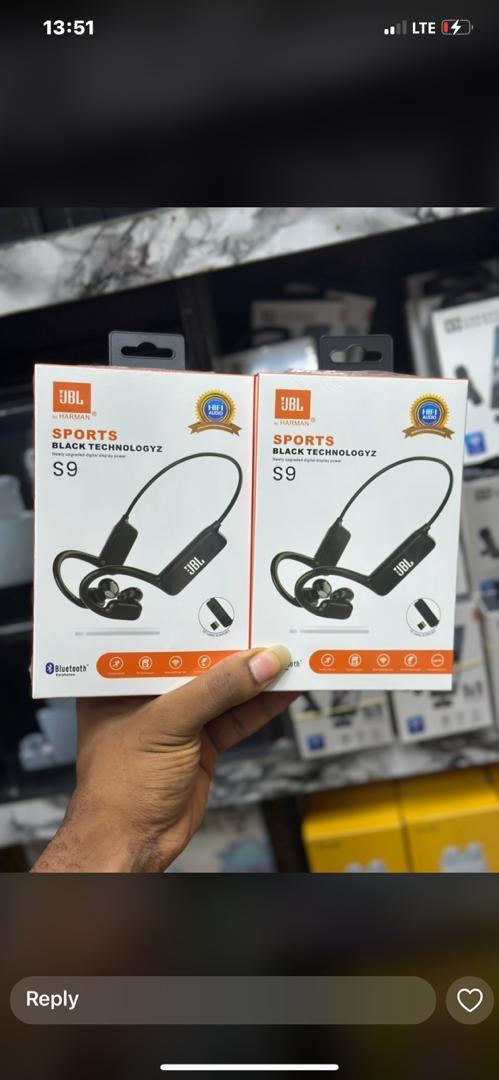 13:51
LTE
JBL
by HARMAN®
HIFI
AUDIO
SPORTS
BLACK TECHNOLOGYZ
Newly upgraded digital display power
S9
JBL
Bluetooth®
Earphones
JBL
by HARMAN®
HIFI
AUDIO
SPORTS
BLACK TECHNOLOGYZ
Newly upgraded digital display power
S9
JBL
Reply